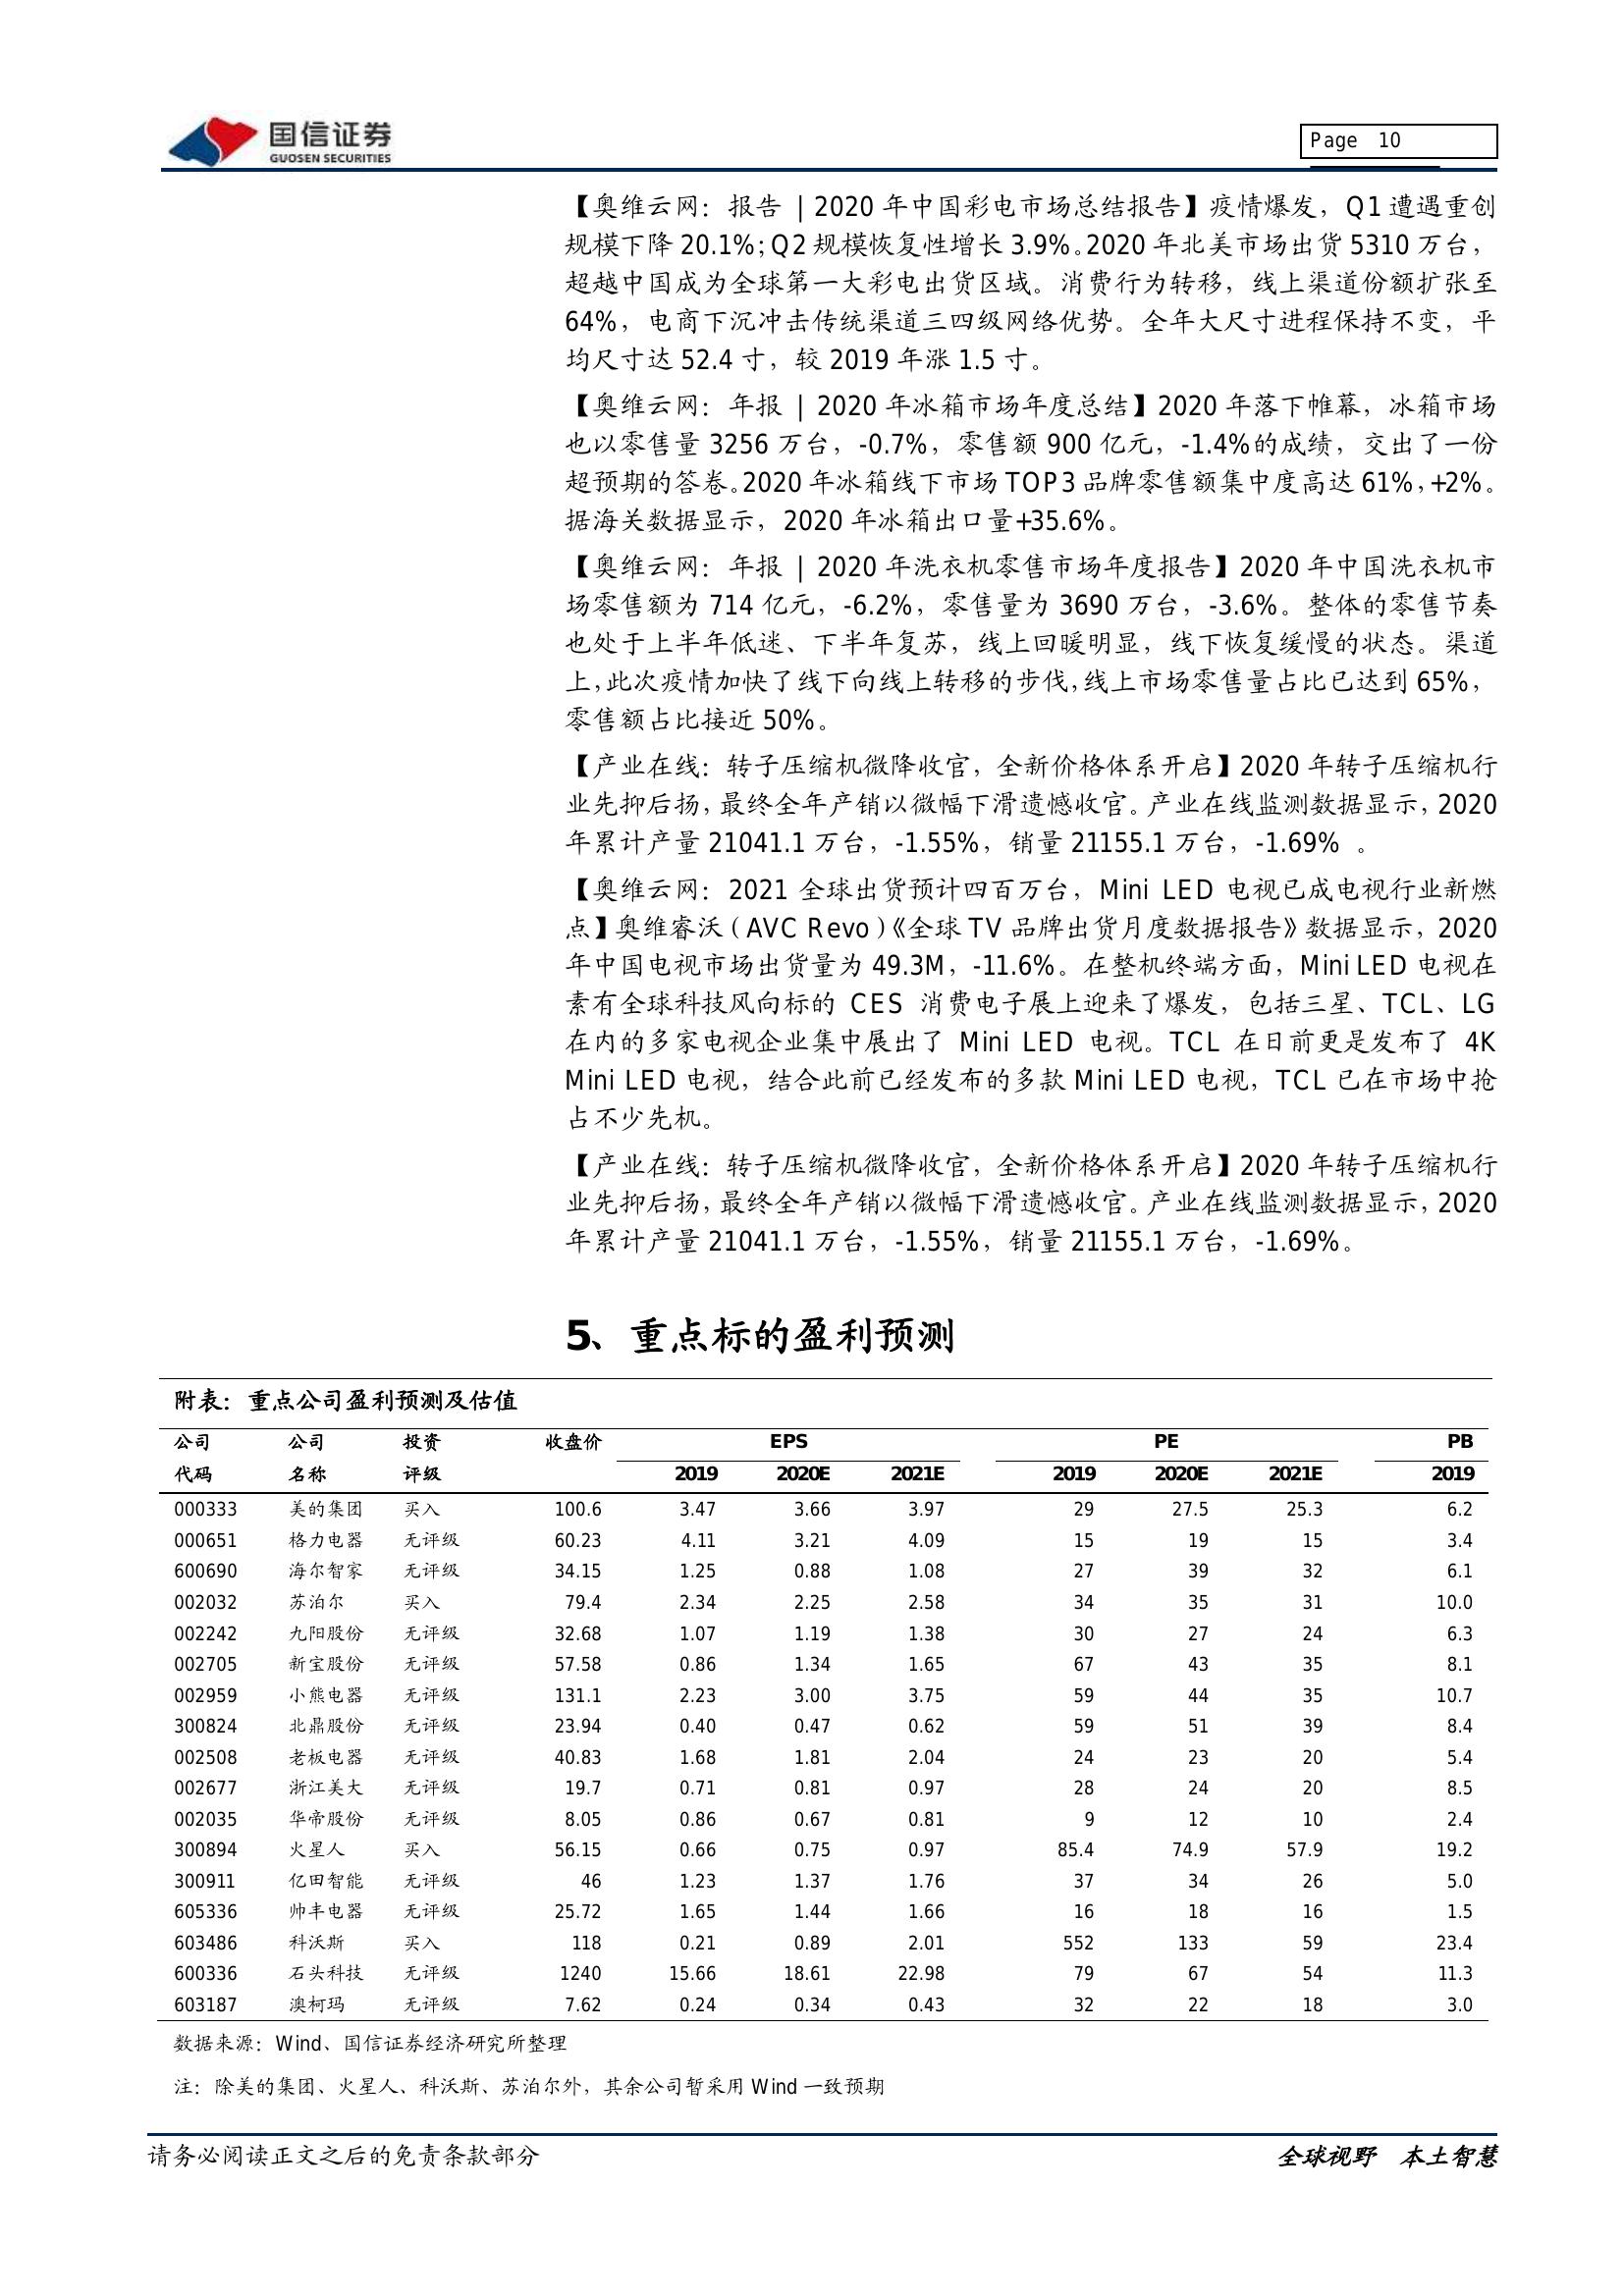 国信证券
GUOSEN SECURITIES
Page 10
【奥维云网：报告 | 2020 年中国彩电市场总结报告】疫情爆发，Q1 遭遇重创
规模下降 20.1%；Q2 规模恢复性增长 3.9%。2020 年北美市场出货 5310 万台，
超越中国成为全球第一大彩电出货区域。消费行为转移，线上渠道份额扩张至
64%，电商下沉冲击传统渠道三四级网络优势。全年大尺寸进程保持不变，平
均尺寸达 52.4 寸，较 2019 年涨 1.5 寸。
【奥维云网：年报 | 2020 年冰箱市场年度总结】2020 年落下帷幕，冰箱市场
也以零售量 3256 万台，-0.7%，零售额 900 亿元，-1.4%的成绩，交出了一份
超预期的答卷。2020 年冰箱线下市场 TOP3 品牌零售额集中度高达 61%，+2%。
据海关数据显示，2020 年冰箱出口量+35.6%。
【奥维云网：年报 | 2020 年洗衣机零售市场年度报告】2020 年中国洗衣机市
场零售额为 714 亿元，-6.2%，零售量为 3690 万台，-3.6%。整体的零售节奏
也处于上半年低迷、下半年复苏，线上回暖明显，线下恢复缓慢的状态。渠道
上，此次疫情加快了线下向线上转移的步伐，线上市场零售量占比已达到 65%，
零售额占比接近 50%。
【产业在线：转子压缩机微降收官，全新价格体系开启】2020 年转子压缩机行
业先抑后扬，最终全年产销以微幅下滑遗憾收官。产业在线监测数据显示，2020
年累计产量 21041.1 万台，-1.55%，销量 21155.1 万台，-1.69% 。
【奥维云网：2021 全球出货预计四百万台，Mini LED 电视已成电视行业新燃
点】奥维睿沃（AVC Revo）《全球 TV 品牌出货月度数据报告》数据显示，2020
年中国电视市场出货量为 49.3M，-11.6%。在整机终端方面，Mini LED 电视在
素有全球科技风向标的 CES 消费电子展上迎来了爆发，包括三星、TCL、LG
在内的多家电视企业集中展出了 Mini LED 电视。TCL 在日前更是发布了 4K
Mini LED 电视，结合此前已经发布的多款 Mini LED 电视，TCL 已在市场中抢
占不少先机。
【产业在线：转子压缩机微降收官，全新价格体系开启】2020 年转子压缩机行
业先抑后扬，最终全年产销以微幅下滑遗憾收官。产业在线监测数据显示，2020
年累计产量 21041.1 万台，-1.55%，销量 21155.1 万台，-1.69%。
5、重点标的盈利预测
附表：重点公司盈利预测及估值
公司 公司 投资 收盘价 EPS PE PB
代码 名称 评级 2019 2020E 2021E 2019 2020E 2021E 2019
000333 美的集团 买入 100.6 3.47 3.66 3.97 29 27.5 25.3 6.2
000651 格力电器 无评级 60.23 4.11 3.21 4.09 15 19 15 3.4
600690 海尔智家 无评级 34.15 1.25 0.88 1.08 27 39 32 6.1
002032 苏泊尔 买入 79.4 2.34 2.25 2.58 34 35 31 10.0
002242 九阳股份 无评级 32.68 1.07 1.19 1.38 30 27 24 6.3
002705 新宝股份 无评级 57.58 0.86 1.34 1.65 67 43 35 8.1
002959 小熊电器 无评级 131.1 2.23 3.00 3.75 59 44 35 10.7
300824 北鼎股份 无评级 23.94 0.40 0.47 0.62 59 51 39 8.4
002508 老板电器 无评级 40.83 1.68 1.81 2.04 24 23 20 5.4
002677 浙江美大 无评级 19.7 0.71 0.81 0.97 28 24 20 8.5
002035 华帝股份 无评级 8.05 0.86 0.67 0.81 9 12 10 2.4
300894 火星人 买入 56.15 0.66 0.75 0.97 85.4 74.9 57.9 19.2
300911 亿田智能 无评级 46 1.23 1.37 1.76 37 34 26 5.0
605336 帅丰电器 无评级 25.72 1.65 1.44 1.66 16 18 16 1.5
603486 科沃斯 买入 118 0.21 0.89 2.01 552 133 59 23.4
600336 石头科技 无评级 1240 15.66 18.61 22.98 79 67 54 11.3
603187 澳柯玛 无评级 7.62 0.24 0.34 0.43 32 22 18 3.0
数据来源：Wind、国信证券经济研究所整理
注：除美的集团、火星人、科沃斯、苏泊尔外，其余公司暂采用 Wind 一致预期
请务必阅读正文之后的免责条款部分 全球视野 本土智慧